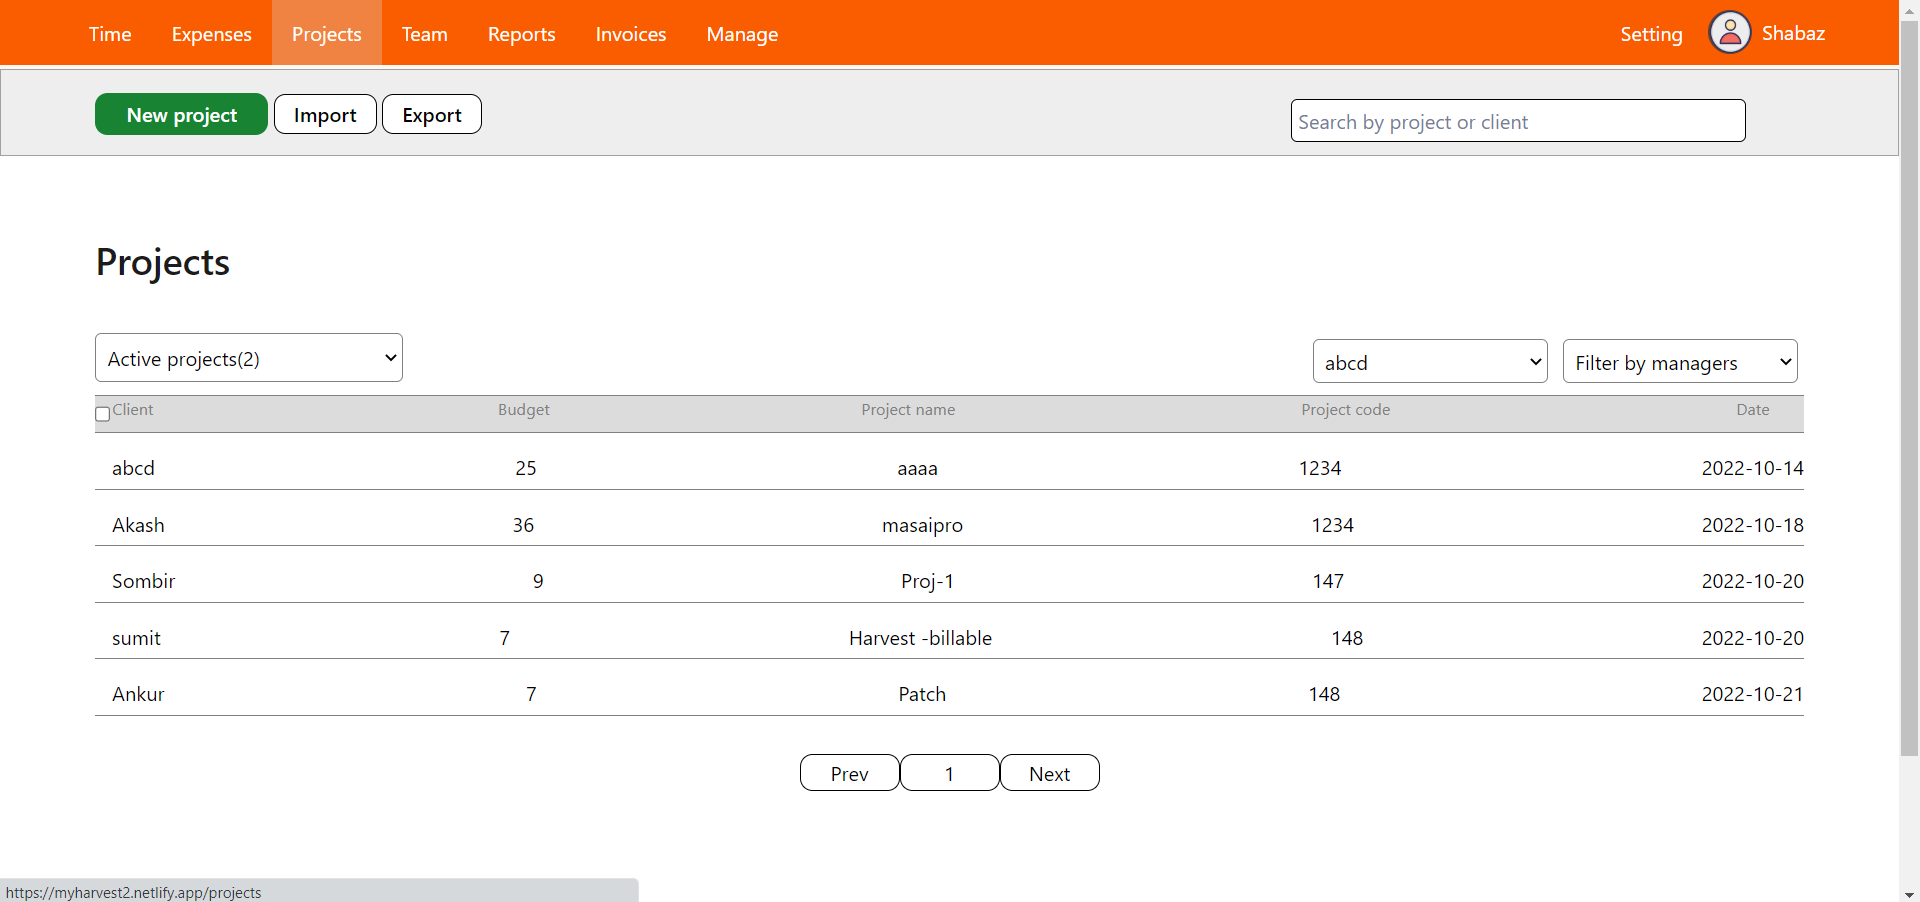 Time Expenses Projects Team Reports Invoices Manage Setting Shabaz
New project Import Export Search by project or client
Projects
Active projects(2) abcd Filter by managers
Client Budget Project name Project code Date
abcd 25 aaaa 1234 2022-10-14
Akash 36 masaipro 1234 2022-10-18
Sombir 9 Proj-1 147 2022-10-20
sumit 7 Harvest -billable 148 2022-10-20
Ankur 7 Patch 148 2022-10-21
Prev 1 Next
https://myharvest2.netlify.app/projects